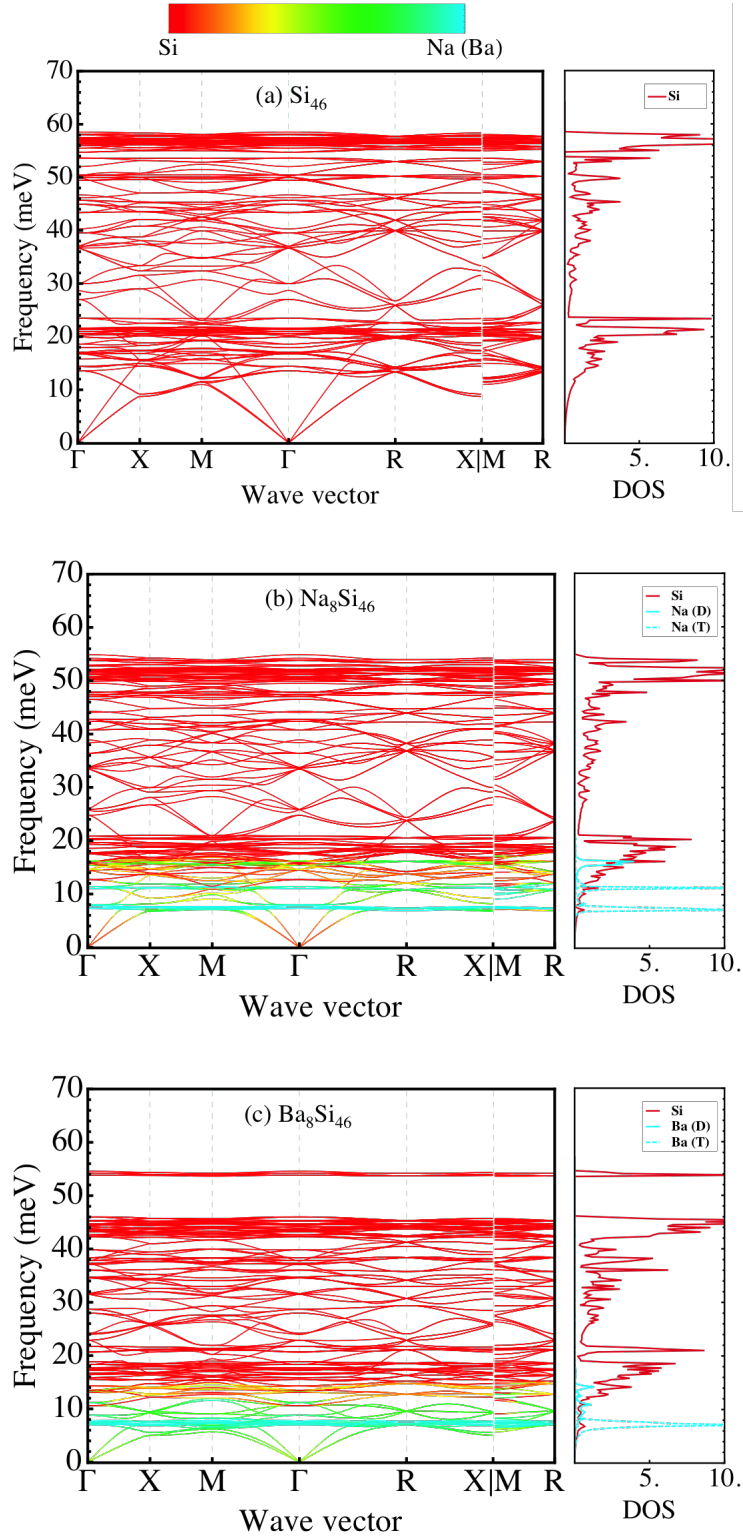 Si Na (Ba)
(a) Si₄₆
Si
Frequency (meV)
70
60
50
40
30
20
10
0
Γ X M Γ R X|M R
Wave vector
5. 10.
DOS
(b) Na₈Si₄₆
Si
Na (D)
Na (T)
Frequency (meV)
70
60
50
40
30
20
10
0
Γ X M Γ R X|M R
Wave vector
5. 10.
DOS
(c) Ba₈Si₄₆
Si
Ba (D)
Ba (T)
Frequency (meV)
70
60
50
40
30
20
10
0
Γ X M Γ R X|M R
Wave vector
5. 10.
DOS